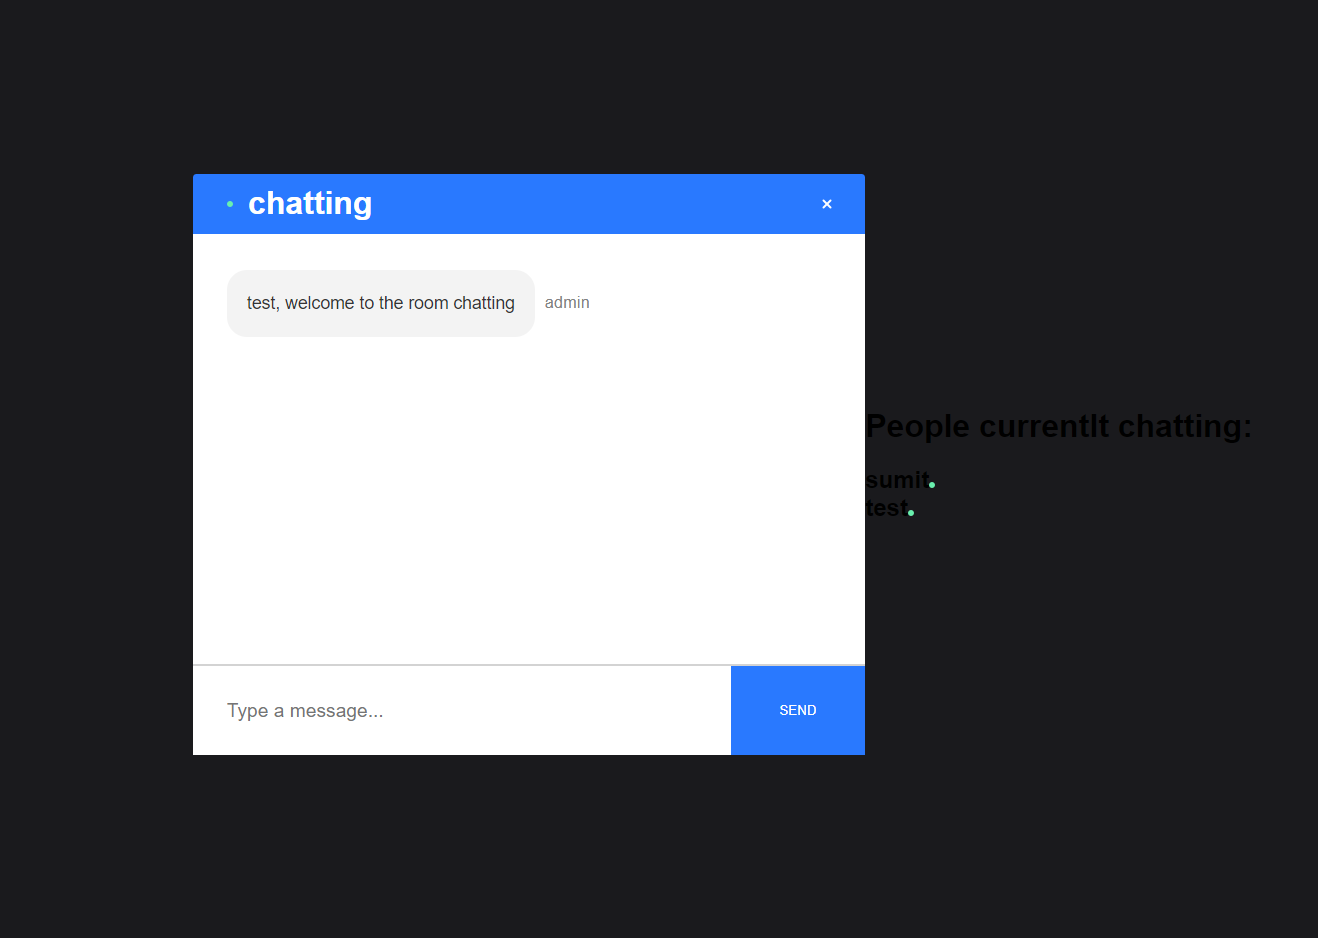 chatting
×
test, welcome to the room chatting admin
People currentlt chatting:
sumit
test
Type a message...
SEND